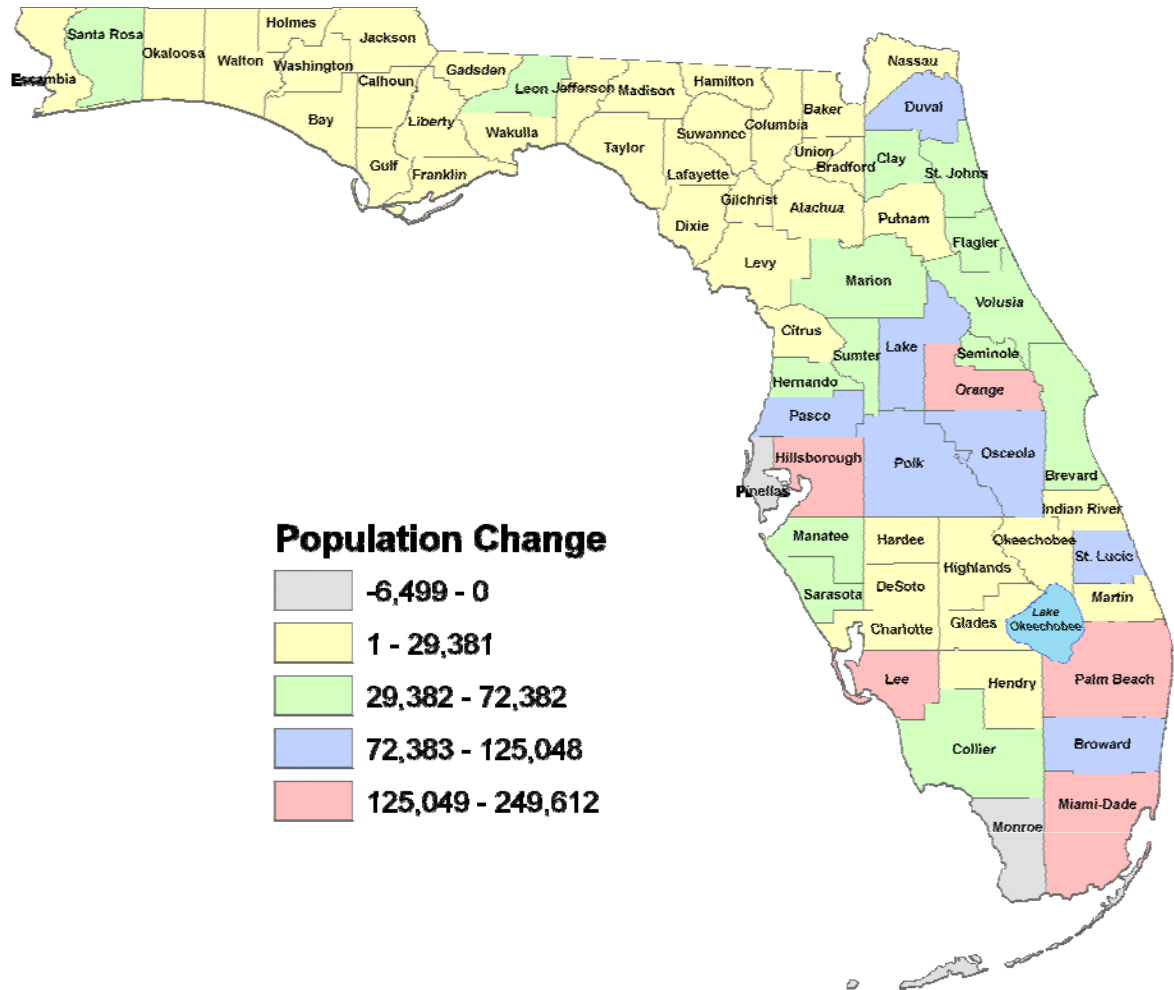 Holmes
Santa Rosa
Okaloosa
Walton
Jackson
Washington
Escambia
Calhoun
Gadsden
Leon
Jefferson
Madison
Hamilton
Nassau
Baker
Duval
Bay
Liberty
Wakulla
Suwannee
Columbia
Taylor
Union
Bradford
Clay
Gulf
Franklin
Lafayette
St. Johns
Gilchrist
Alachua
Putnam
Dixie
Flagler
Levy
Marion
Volusia
Citrus
Sumter
Lake
Seminole
Hernando
Orange
Pasco
Hillsborough
Polk
Osceola
Brevard
Pinellas
Indian River
Manatee
Hardee
Okeechobee
St. Lucie
Highlands
DeSoto
Sarasota
Martin
Lake
Okeechobee
Charlotte
Glades
Lee
Hendry
Palm Beach
Collier
Broward
Miami-Dade
Monroe
Population Change
-6,499 - 0
1 - 29,381
29,382 - 72,382
72,383 - 125,048
125,049 - 249,612